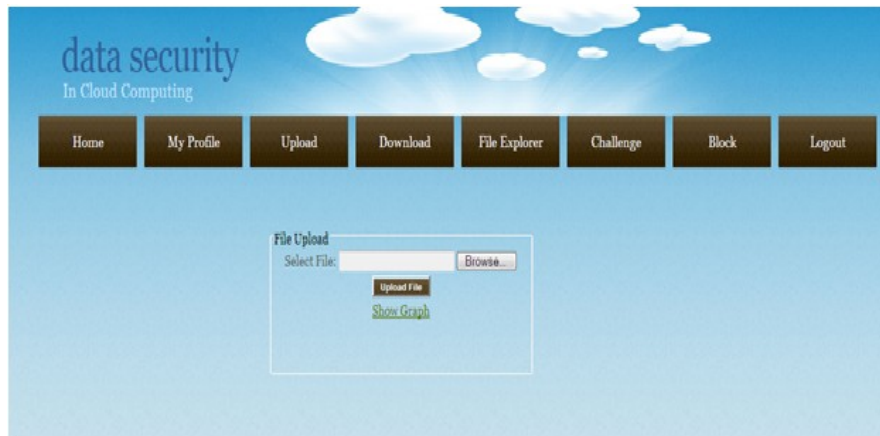 data security
In Cloud Computing
Home My Profile Upload Download File Explorer Challenge Block Logout
File Upload
Select File: Browse...
Upload File
Show Graph